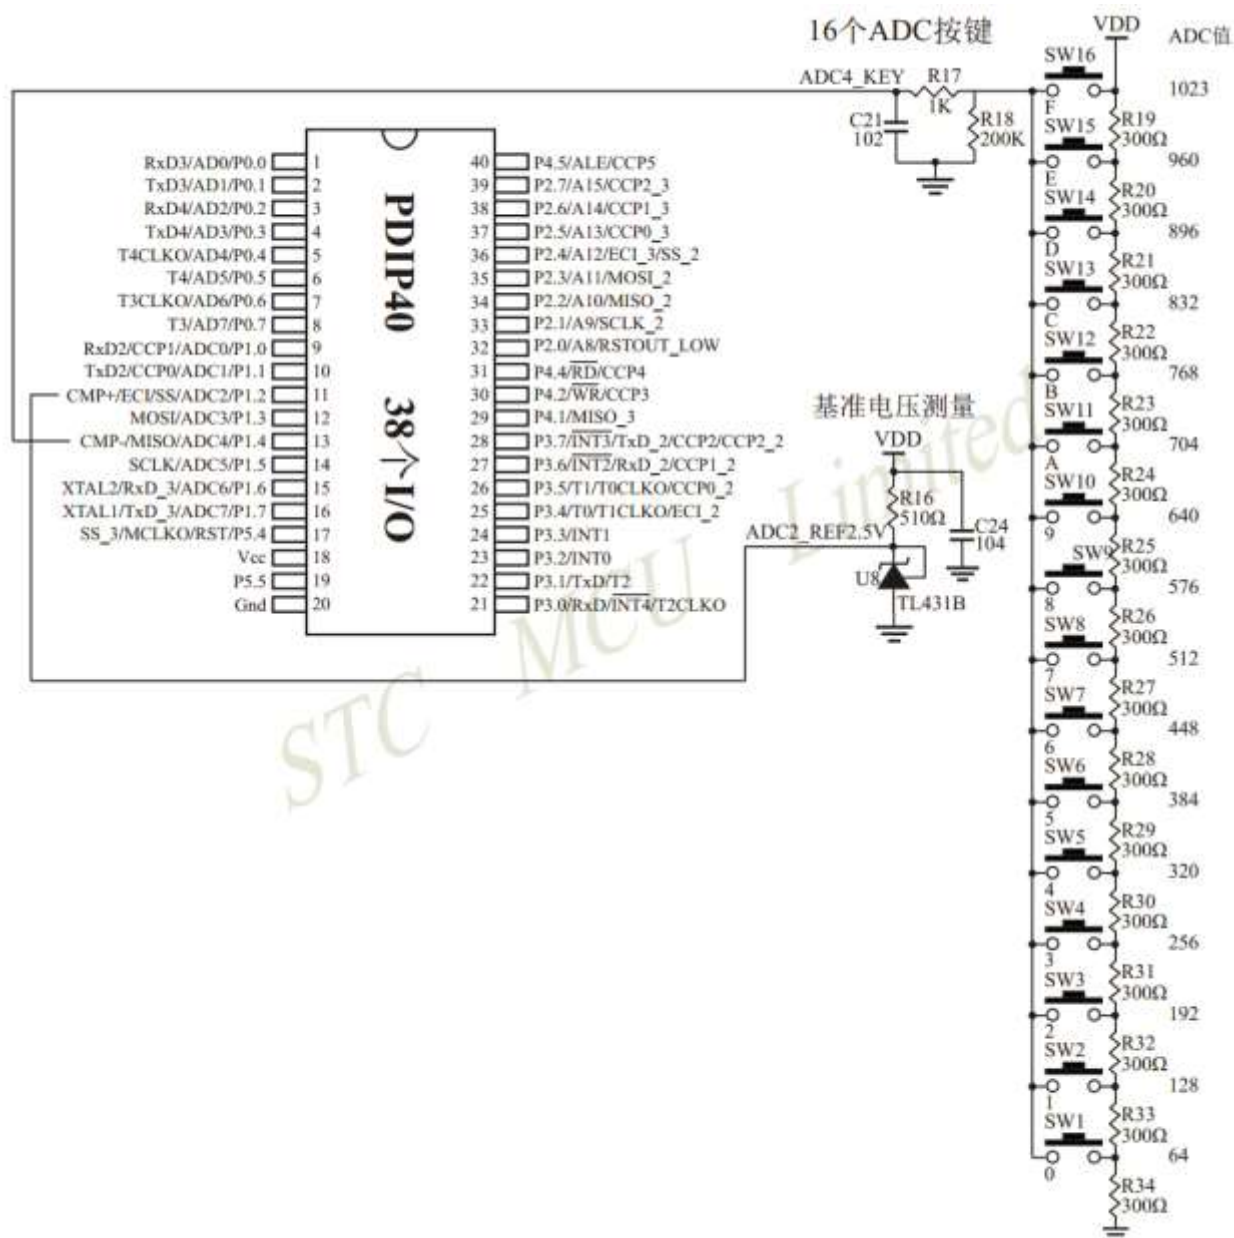 16个ADC按键
VDD
ADC值
SW16
ADC4_KEY
R17
1K
1023
C21
102
R18
200K
F
SW15
R19
300Ω
960
E
SW14
R20
300Ω
896
D
SW13
R21
300Ω
832
C
SW12
R22
300Ω
768
B
SW11
R23
300Ω
704
A
SW10
R24
300Ω
640
9
SW9
R25
300Ω
576
8
SW8
R26
300Ω
512
7
SW7
R27
300Ω
448
6
SW6
R28
300Ω
384
5
SW5
R29
300Ω
320
4
SW4
R30
300Ω
256
3
SW3
R31
300Ω
192
2
SW2
R32
300Ω
128
1
SW1
R33
300Ω
64
0
R34
300Ω
RxD3/AD0/P0.0 1
TxD3/AD1/P0.1 2
RxD4/AD2/P0.2 3
TxD4/AD3/P0.3 4
T4CLKO/AD4/P0.4 5
T4/AD5/P0.5 6
T3CLKO/AD6/P0.6 7
T3/AD7/P0.7 8
RxD2/CCP1/ADC0/P1.0 9
TxD2/CCP0/ADC1/P1.1 10
CMP+/ECI/SS/ADC2/P1.2 11
MOSI/ADC3/P1.3 12
CMP-/MISO/ADC4/P1.4 13
SCLK/ADC5/P1.5 14
XTAL2/RxD_3/ADC6/P1.6 15
XTAL1/TxD_3/ADC7/P1.7 16
SS_3/MCLKO/RST/P5.4 17
Vcc 18
P5.5 19
Gnd 20
PDIP40 38个I/O
40 P4.5/ALE/CCP5
39 P2.7/A15/CCP2_3
38 P2.6/A14/CCP1_3
37 P2.5/A13/CCP0_3
36 P2.4/A12/ECI_3/SS_2
35 P2.3/A11/MOSI_2
34 P2.2/A10/MISO_2
33 P2.1/A9/SCLK_2
32 P2.0/A8/RSTOUT_LOW
31 P4.4/RD/CCP4
30 P4.2/WR/CCP3
29 P4.1/MISO_3
28 P3.7/INT3/TxD_2/CCP2/CCP2_2
27 P3.6/INT2/RxD_2/CCP1_2
26 P3.5/T1/T0CLKO/CCP0_2
25 P3.4/T0/T1CLKO/ECI_2
24 P3.3/INT1
23 P3.2/INT0
22 P3.1/TxD/T2
21 P3.0/RxD/INT4/T2CLKO
基准电压测量
VDD
R16
510Ω
C24
104
ADC2_REF2.5V
U8
TL431B
STC MCU Limited